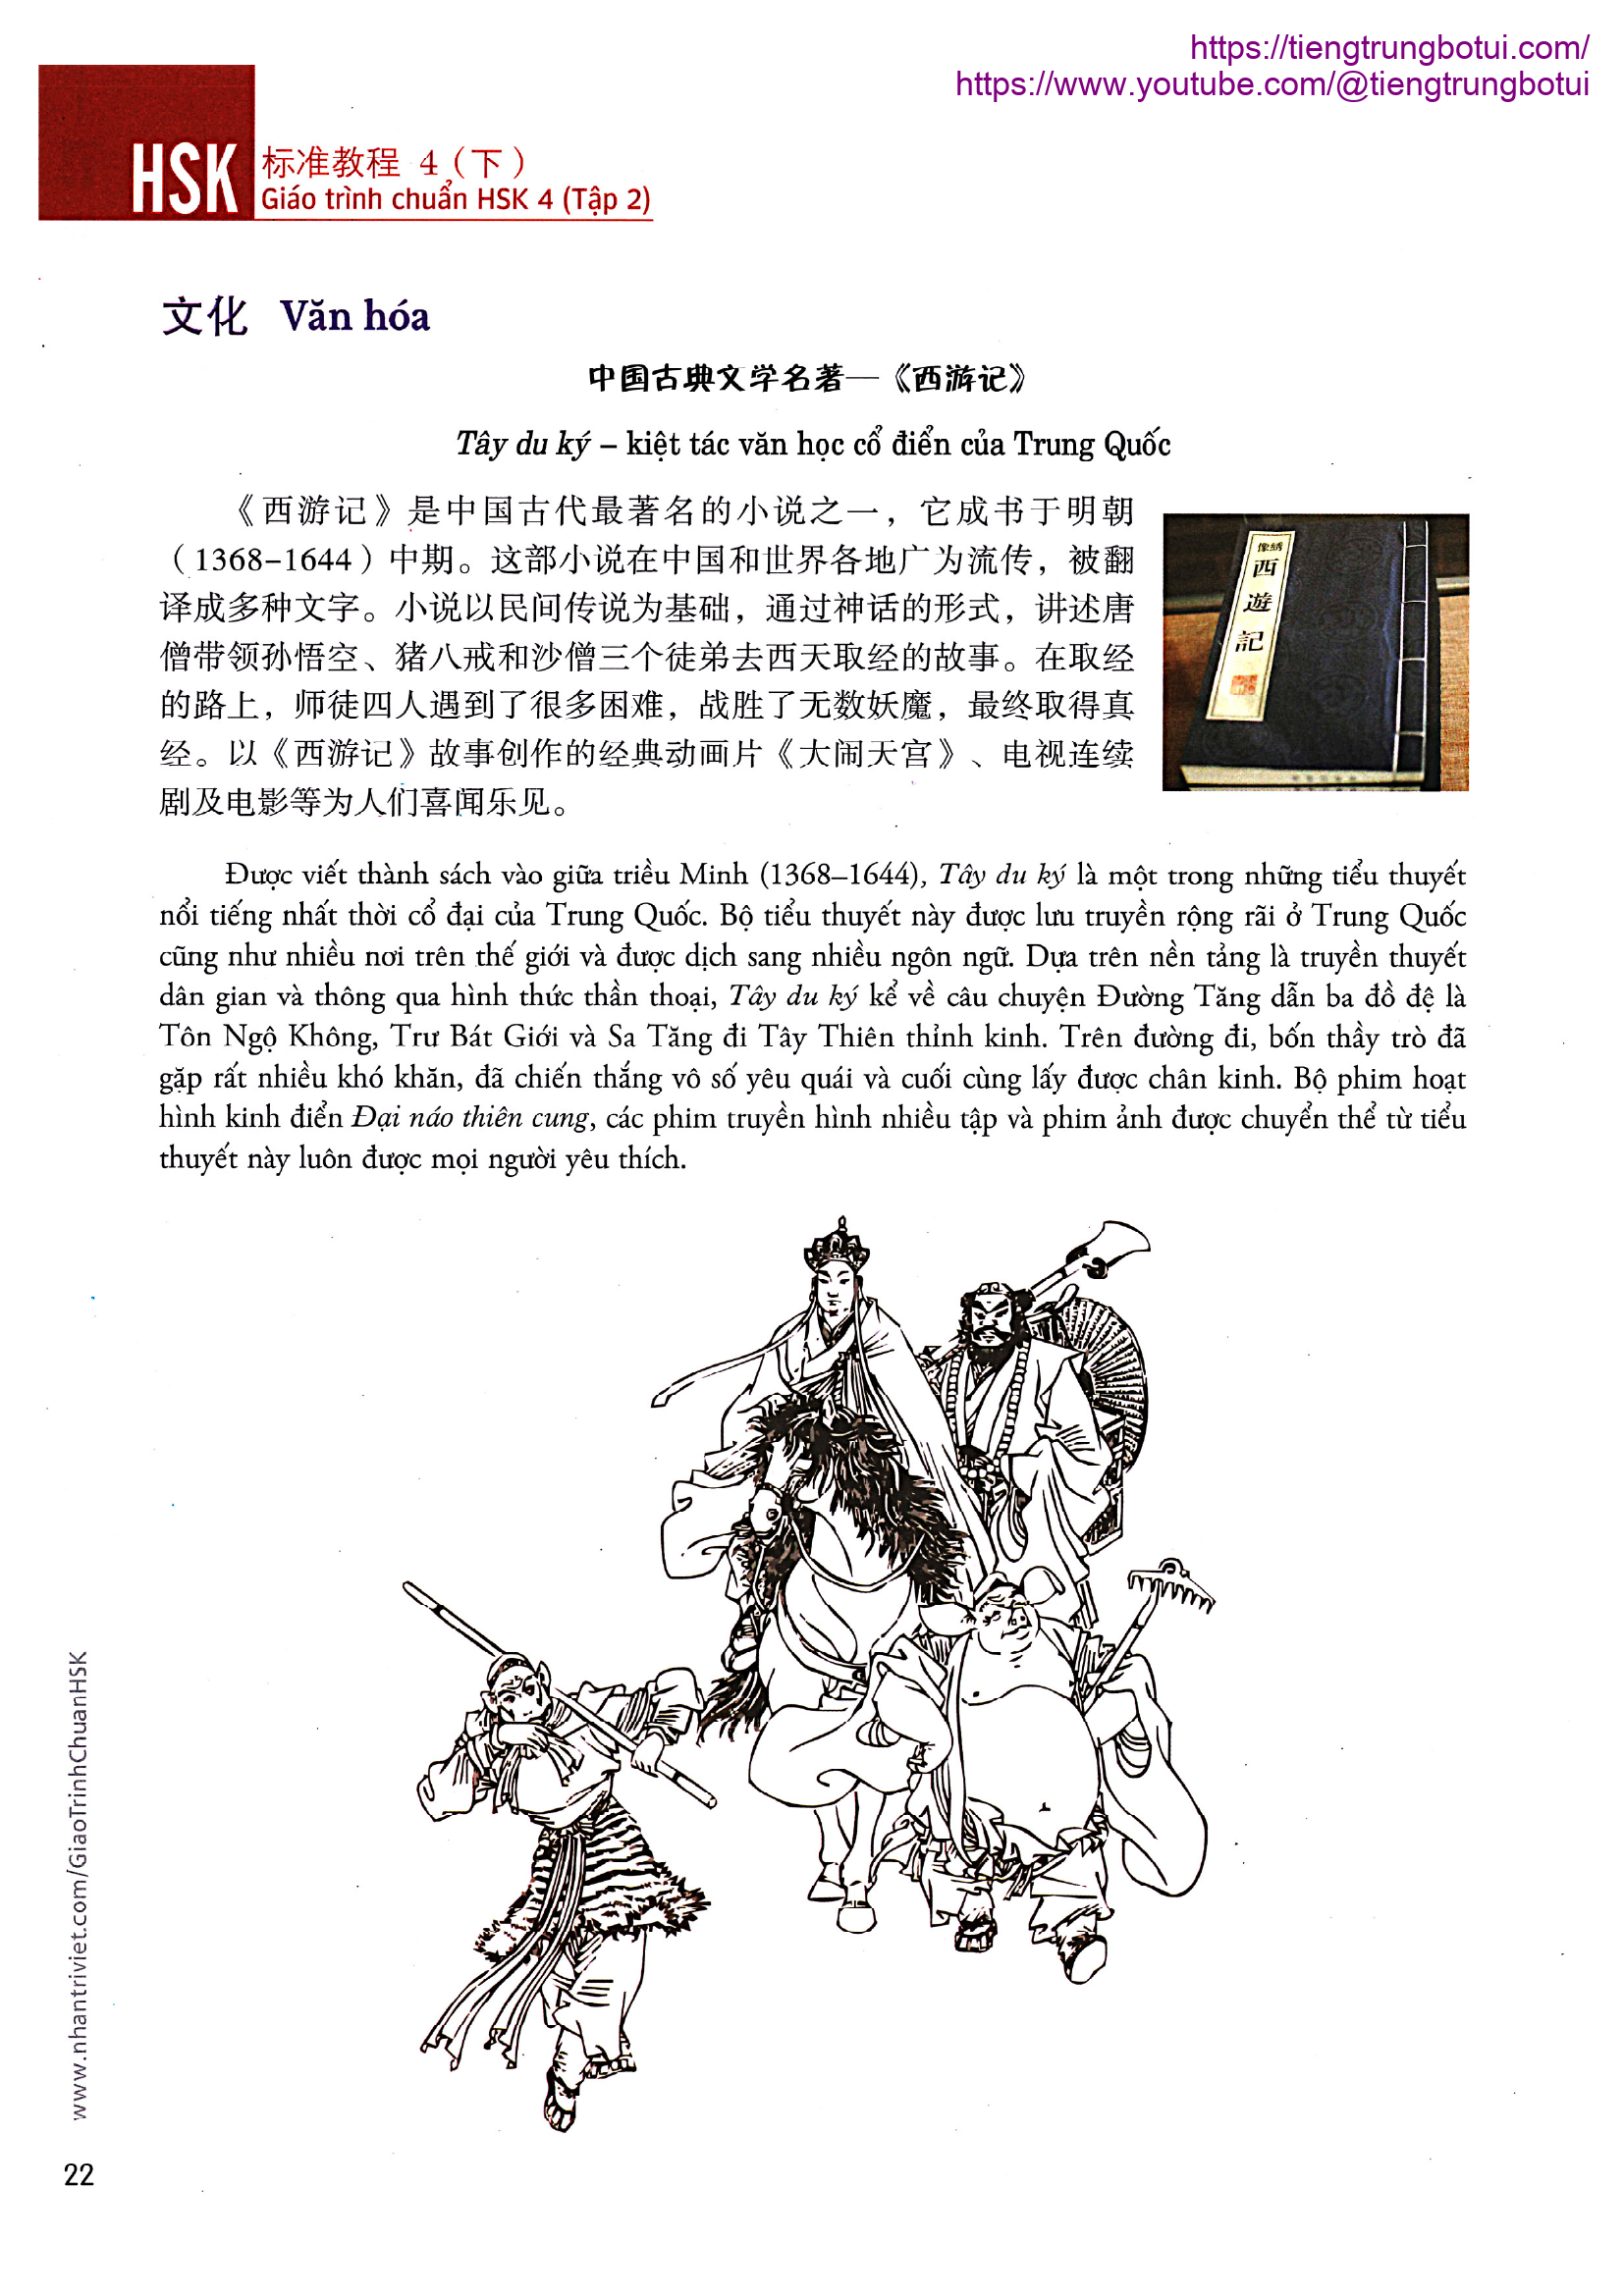 https://tiengtrungbotui.com/
https://www.youtube.com/@tiengtrungbotui
HSK 标准教程 4（下）
Giáo trình chuẩn HSK 4 (Tập 2)
文化 Văn hóa
中国古典文学名著—《西游记》
Tây du ký – kiệt tác văn học cổ điển của Trung Quốc
《西游记》是中国古代最著名的小说之一，它成书于明朝
（1368–1644）中期。这部小说在中国和世界各地广为流传，被翻
译成多种文字。小说以民间传说为基础，通过神话的形式，讲述唐
僧带领孙悟空、猪八戒和沙僧三个徒弟去西天取经的故事。在取经
的路上，师徒四人遇到了很多困难，战胜了无数妖魔，最终取得真
经。以《西游记》故事创作的经典动画片《大闹天宫》、电视连续
剧及电影等为人们喜闻乐见。
繡像
西遊記
Được viết thành sách vào giữa triều Minh (1368–1644), Tây du ký là một trong những tiểu thuyết
nổi tiếng nhất thời cổ đại của Trung Quốc. Bộ tiểu thuyết này được lưu truyền rộng rãi ở Trung Quốc
cũng như nhiều nơi trên thế giới và được dịch sang nhiều ngôn ngữ. Dựa trên nền tảng là truyền thuyết
dân gian và thông qua hình thức thần thoại, Tây du ký kể về câu chuyện Đường Tăng dẫn ba đồ đệ là
Tôn Ngộ Không, Trư Bát Giới và Sa Tăng đi Tây Thiên thỉnh kinh. Trên đường đi, bốn thầy trò đã
gặp rất nhiều khó khăn, đã chiến thắng vô số yêu quái và cuối cùng lấy được chân kinh. Bộ phim hoạt
hình kinh điển Đại náo thiên cung, các phim truyền hình nhiều tập và phim ảnh được chuyển thể từ tiểu
thuyết này luôn được mọi người yêu thích.
www.nhantriviet.com/GiaoTrinhChuanHSK
22